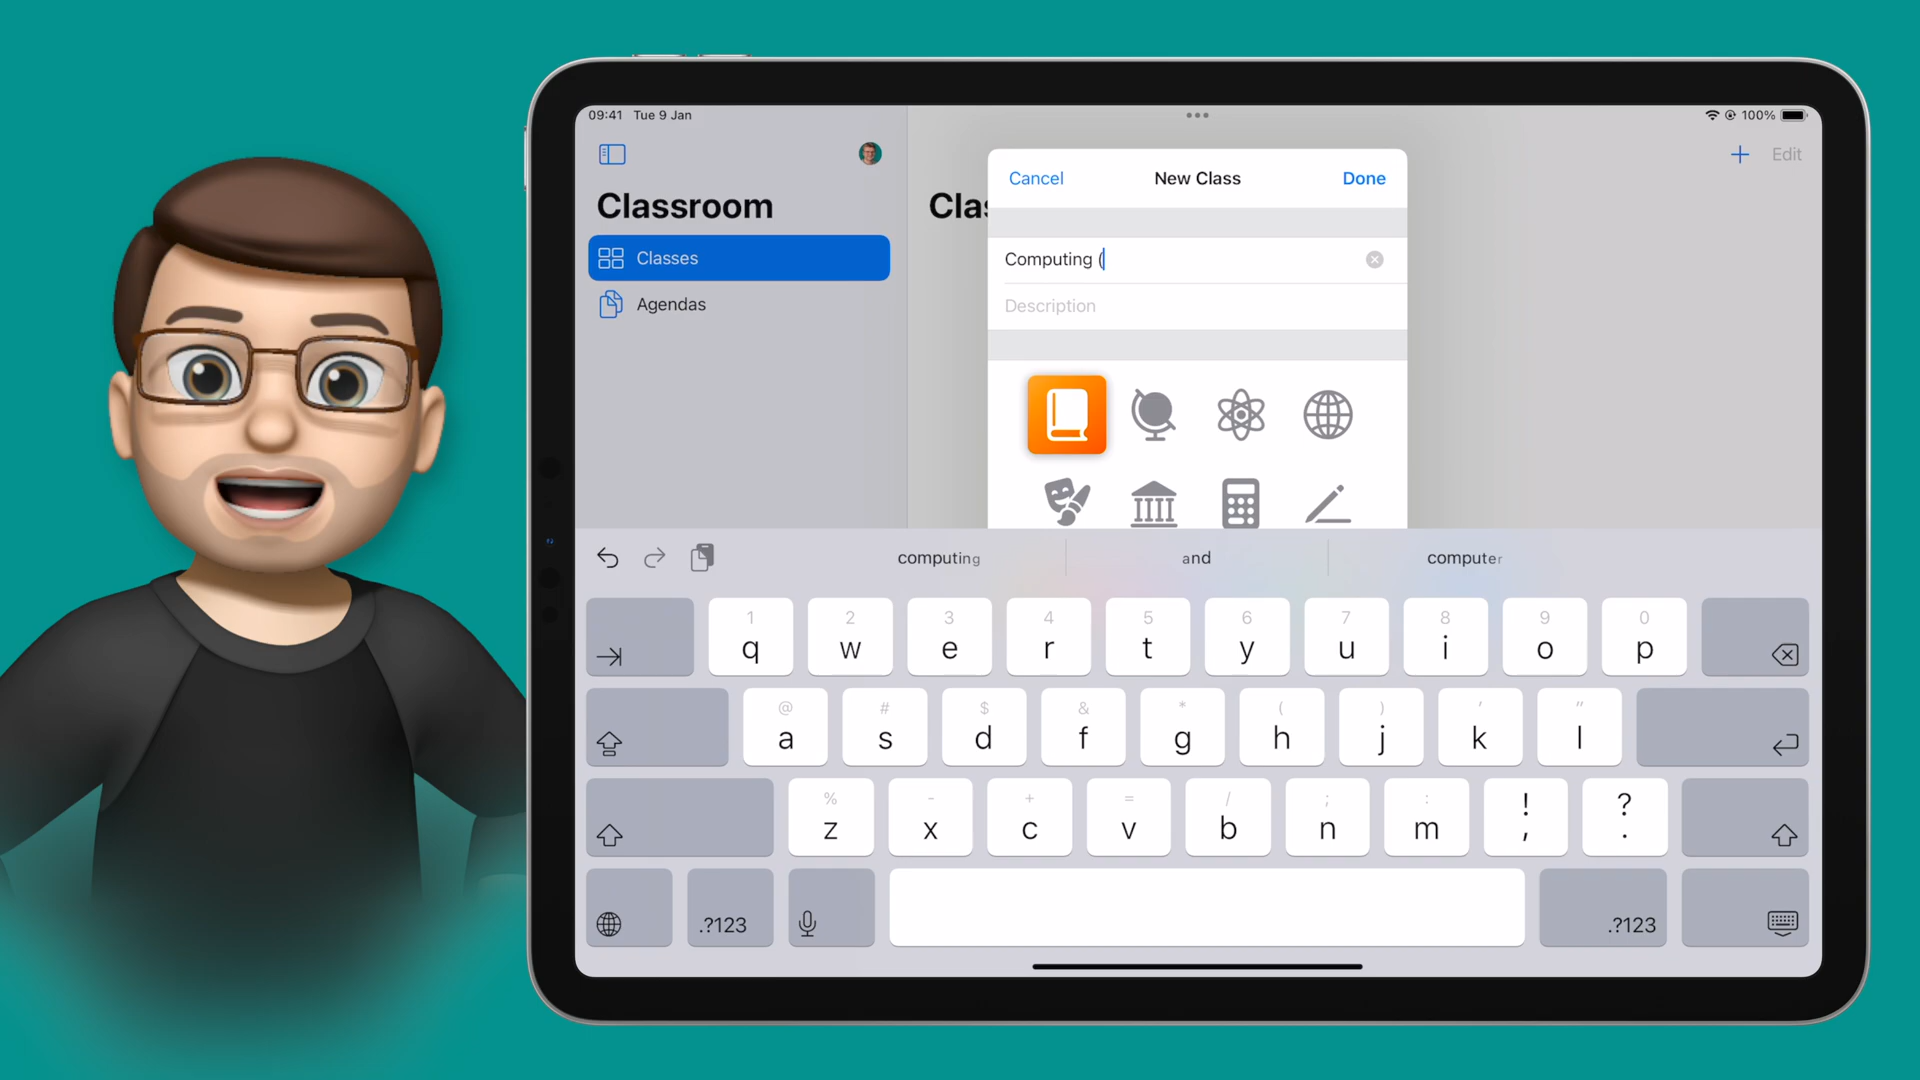 09:41 Tue 9 Jan
100%
Edit
Classroom
Classes
Agendas
Clas
Cancel New Class Done
Computing (
Description
computing and computer
1 2 3 4 5 6 7 8 9 0
q w e r t y u i o p
@ # $ & * ( ) ' "
a s d f g h j k l
% - + = / ; : ! ?
z x c v b n m , .
.?123 .?123